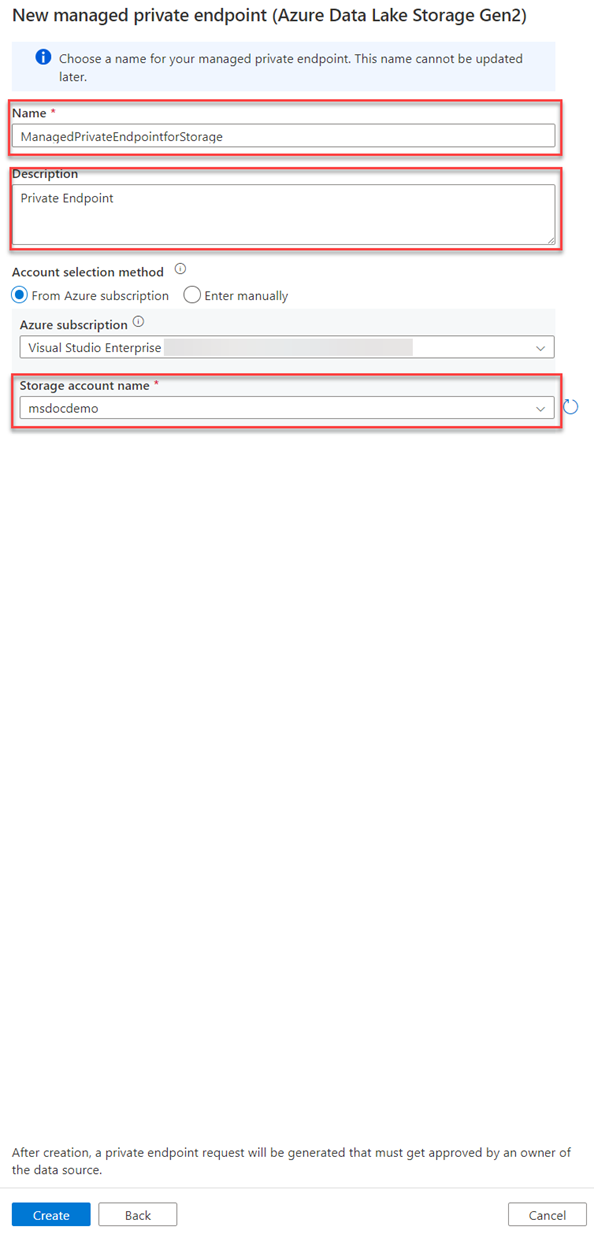 New managed private endpoint (Azure Data Lake Storage Gen2)
Choose a name for your managed private endpoint. This name cannot be updated
later.
Name *
ManagedPrivateEndpointforStorage
Description
Private Endpoint
Account selection method
From Azure subscription Enter manually
Azure subscription
Visual Studio Enterprise
Storage account name *
msdocdemo
After creation, a private endpoint request will be generated that must get approved by an owner of
the data source.
Create Back Cancel